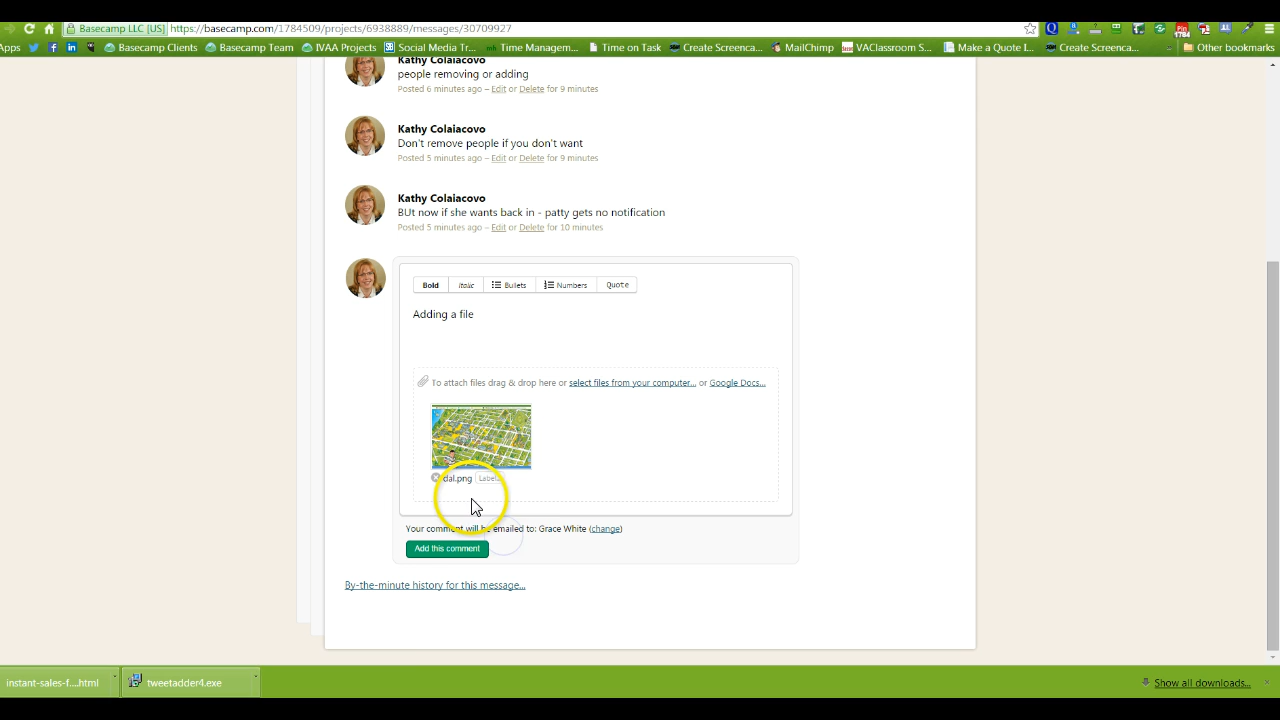 Basecamp LLC [US] https://basecamp.com/1784509/projects/6938889/messages/30709927
Apps Basecamp Clients Basecamp Team IVAA Projects Social Media Tr... Time Managem... Time on Task Create Screenca... MailChimp VAClassroom S... Make a Quote I... Create Screenca... » Other bookmarks
Kathy Colaiacovo
people removing or adding
Posted 6 minutes ago – Edit or Delete for 9 minutes
Kathy Colaiacovo
Don't remove people if you don't want
Posted 5 minutes ago – Edit or Delete for 9 minutes
Kathy Colaiacovo
BUt now if she wants back in - patty gets no notification
Posted 5 minutes ago – Edit or Delete for 10 minutes
Bold Italic Bullets Numbers Quote
Adding a file
To attach files drag & drop here or select files from your computer... or Google Docs...
dal.png Label
Your comment will be emailed to: Grace White (change)
Add this comment
By-the-minute history for this message...
instant-sales-f....html tweetadder4.exe Show all downloads...